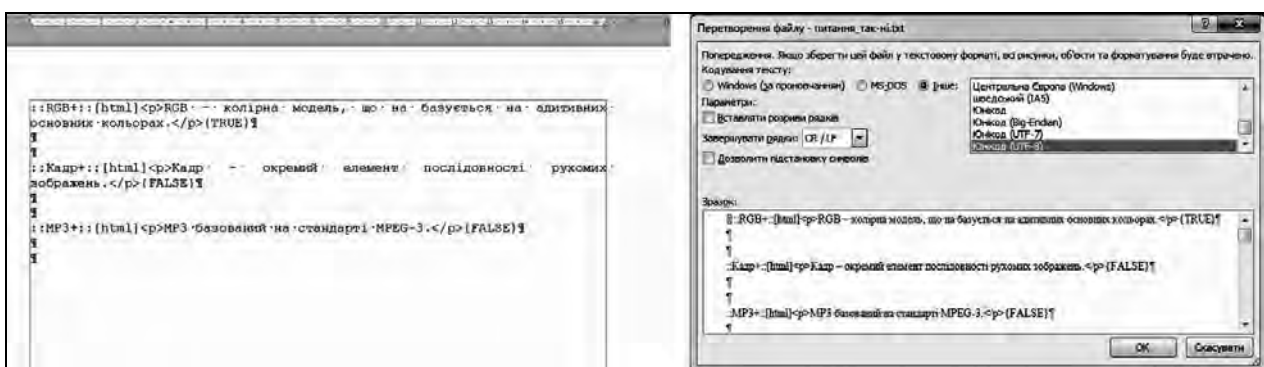 ::RGB+::[html]<p>RGB – колірна модель, що на базується на адитивних
основних кольорах.</p>{TRUE}¶
¶
¶
::Кадр+::[html]<p>Кадр – окремий елемент послідовності рухомих
зображень.</p>{FALSE}¶
¶
¶
::MP3+::[html]<p>MP3 базований на стандарті MPEG-3.</p>{FALSE}¶
¶
¶
Перетворення файлу - питання_так-ні.txt
Попередження. Якщо зберегти цей файл у текстовому форматі, всі рисунки, об'єкти та форматування буде втрачено.
Кодування тексту:
Windows (за промовчанням) MS-DOS Інше:
Центральна Європа (Windows)
шведський (IA5)
Юнікод
Юнікод (Big-Endian)
Юнікод (UTF-7)
Юнікод (UTF-8)
Параметри:
Вставляти розриви рядків
Завершувати рядки: CR / LF
Дозволити підстановку символів
Зразок:
::RGB+::[html]<p>RGB – колірна модель, що на базується на адитивних основних кольорах.</p>{TRUE}¶
¶
¶
::Кадр+::[html]<p>Кадр – окремий елемент послідовності рухомих зображень.</p>{FALSE}¶
¶
¶
::MP3+::[html]<p>MP3 базований на стандарті MPEG-3.</p>{FALSE}¶
¶
OK Скасувати